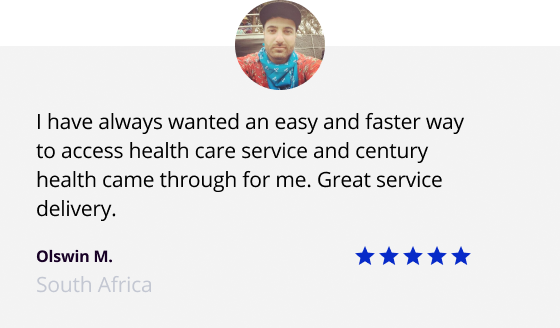 I have always wanted an easy and faster way
to access health care service and century
health came through for me. Great service
delivery.
Olswin M.
South Africa